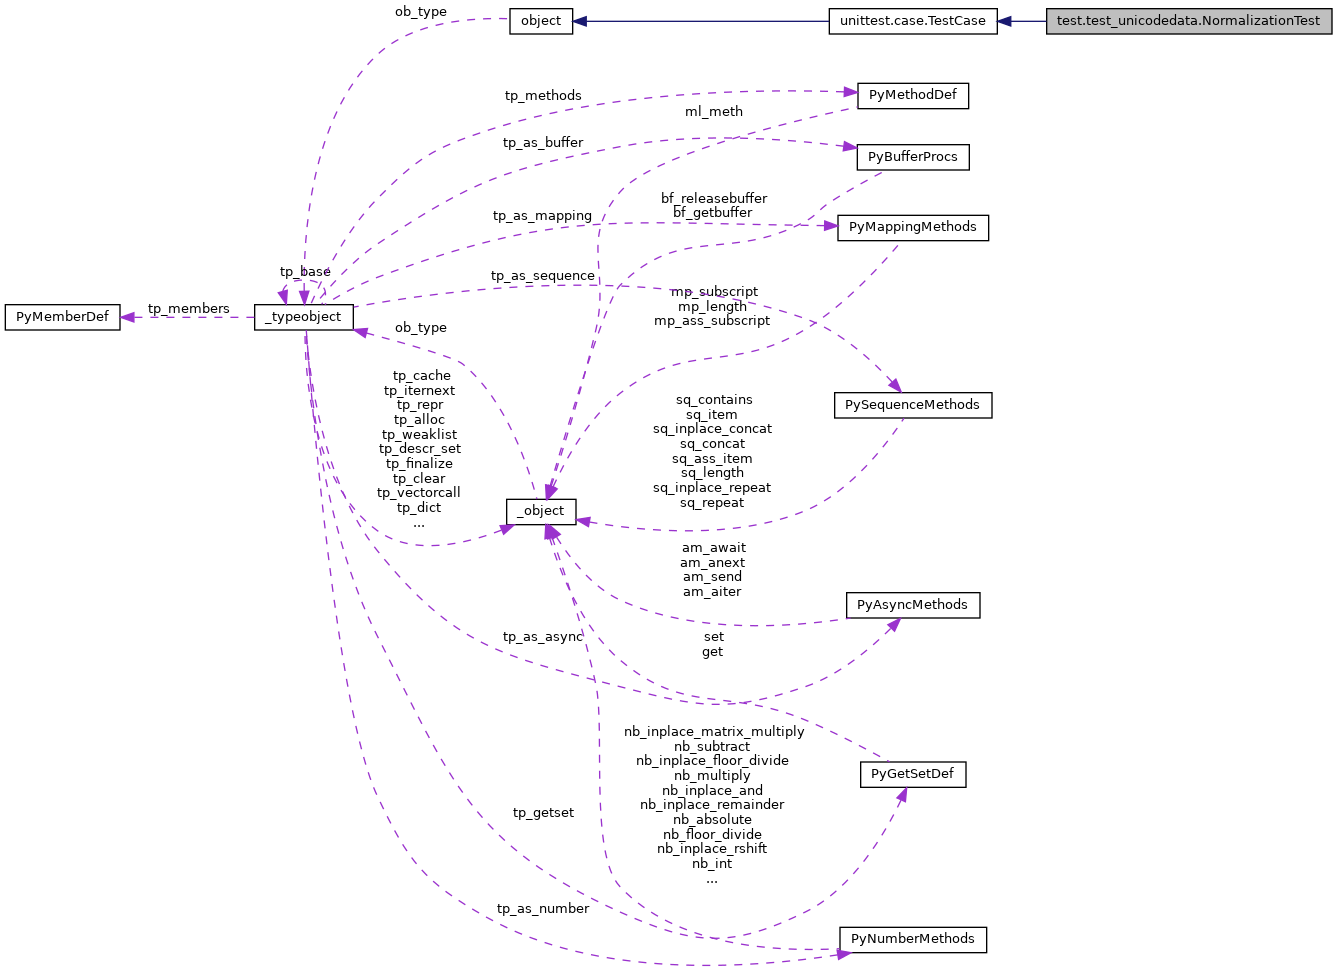 ob_type
object
unittest.case.TestCase
test.test_unicodedata.NormalizationTest
tp_methods
PyMethodDef
ml_meth
tp_as_buffer
PyBufferProcs
bf_releasebuffer
bf_getbuffer
tp_as_mapping
PyMappingMethods
tp_base
tp_as_sequence
mp_subscript
mp_length
mp_ass_subscript
PyMemberDef
tp_members
_typeobject
ob_type
tp_cache
tp_iternext
tp_repr
tp_alloc
tp_weaklist
tp_descr_set
tp_finalize
tp_clear
tp_vectorcall
tp_dict
...
sq_contains
sq_item
sq_inplace_concat
sq_concat
sq_ass_item
sq_length
sq_inplace_repeat
sq_repeat
PySequenceMethods
_object
am_await
am_anext
am_send
am_aiter
PyAsyncMethods
tp_as_async
set
get
nb_inplace_matrix_multiply
nb_subtract
nb_inplace_floor_divide
nb_multiply
nb_inplace_and
nb_inplace_remainder
nb_absolute
nb_floor_divide
nb_inplace_rshift
nb_int
...
PyGetSetDef
tp_getset
tp_as_number
PyNumberMethods